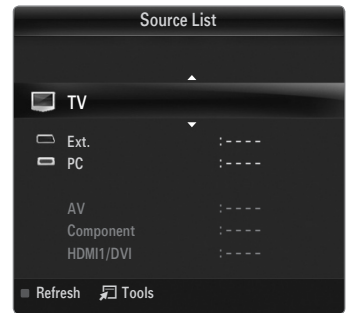 Source List
TV
Ext. :----
PC :----
AV :----
Component :----
HDMI1/DVI :----
Refresh Tools